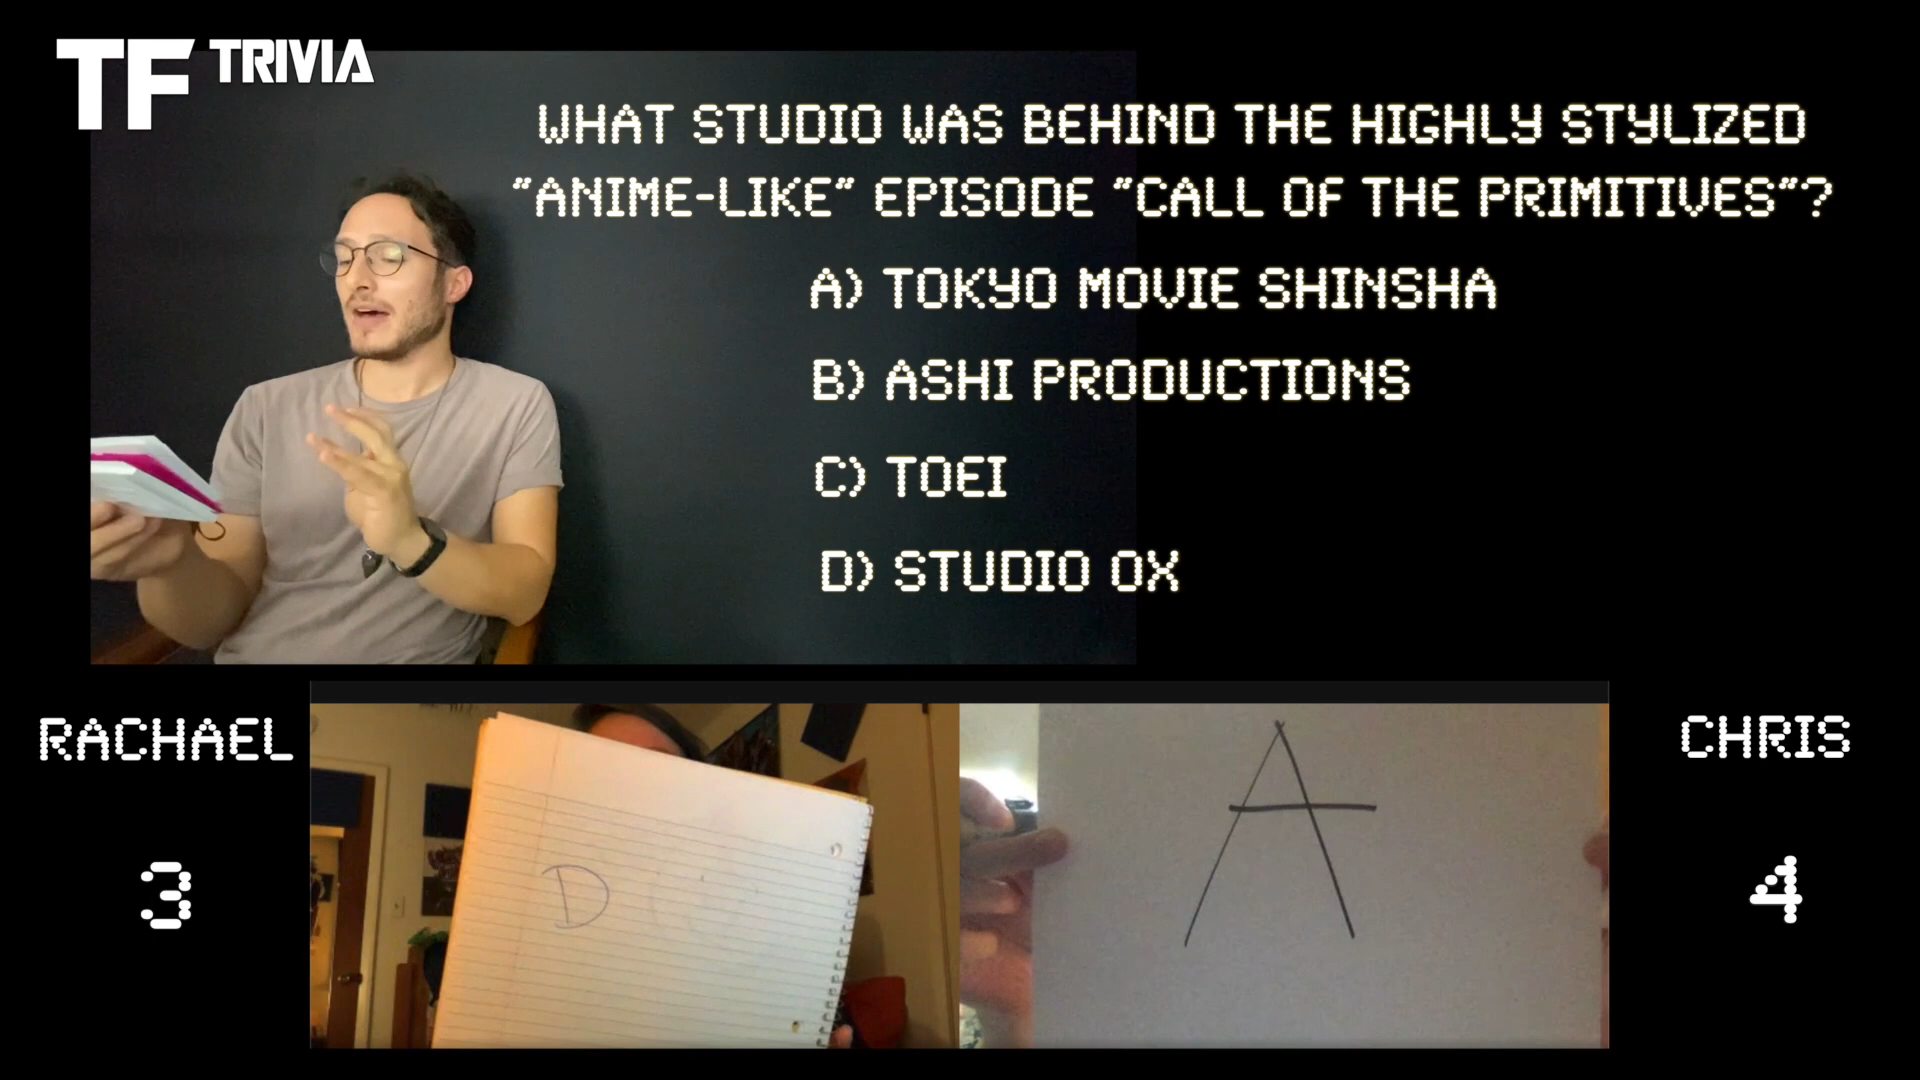 TF TRIVIA
WHAT STUDIO WAS BEHIND THE HIGHLY STYLIZED
"ANIME-LIKE" EPISODE "CALL OF THE PRIMITIVES"?
A) TOKYO MOVIE SHINSHA
B) ASHI PRODUCTIONS
C) TOEI
D) STUDIO OX
RACHAEL
3
D
A
CHRIS
4